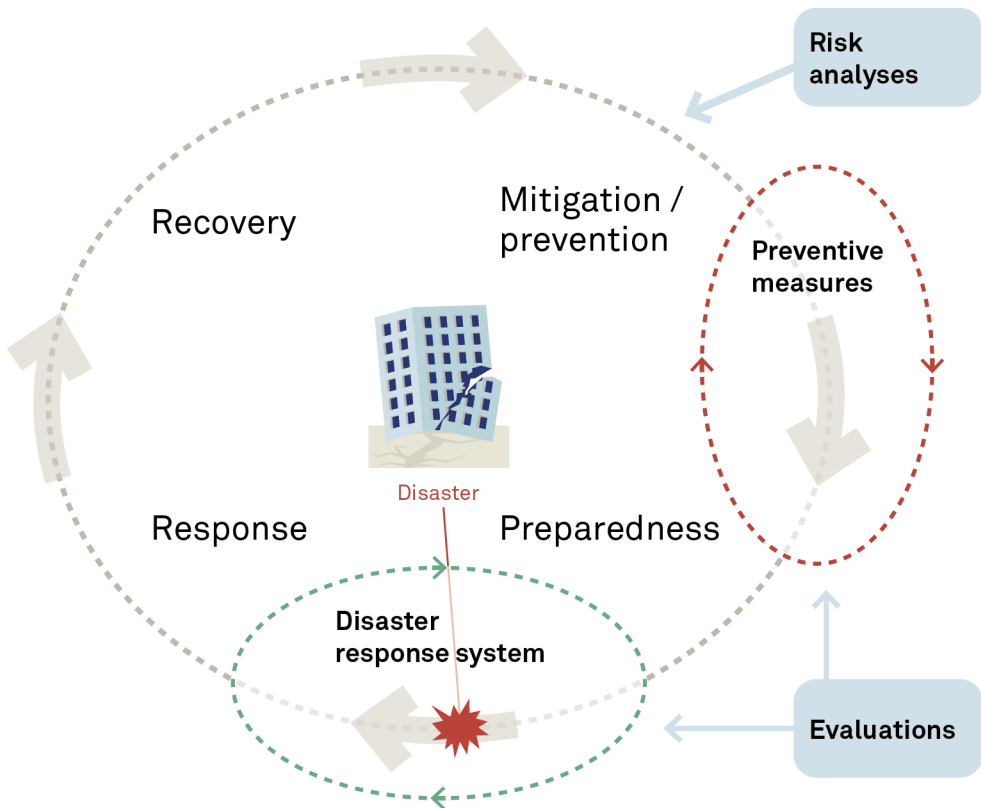 Risk
analyses
Mitigation /
prevention
Recovery
Preventive
measures
Disaster
Response
Preparedness
Disaster
response system
Evaluations